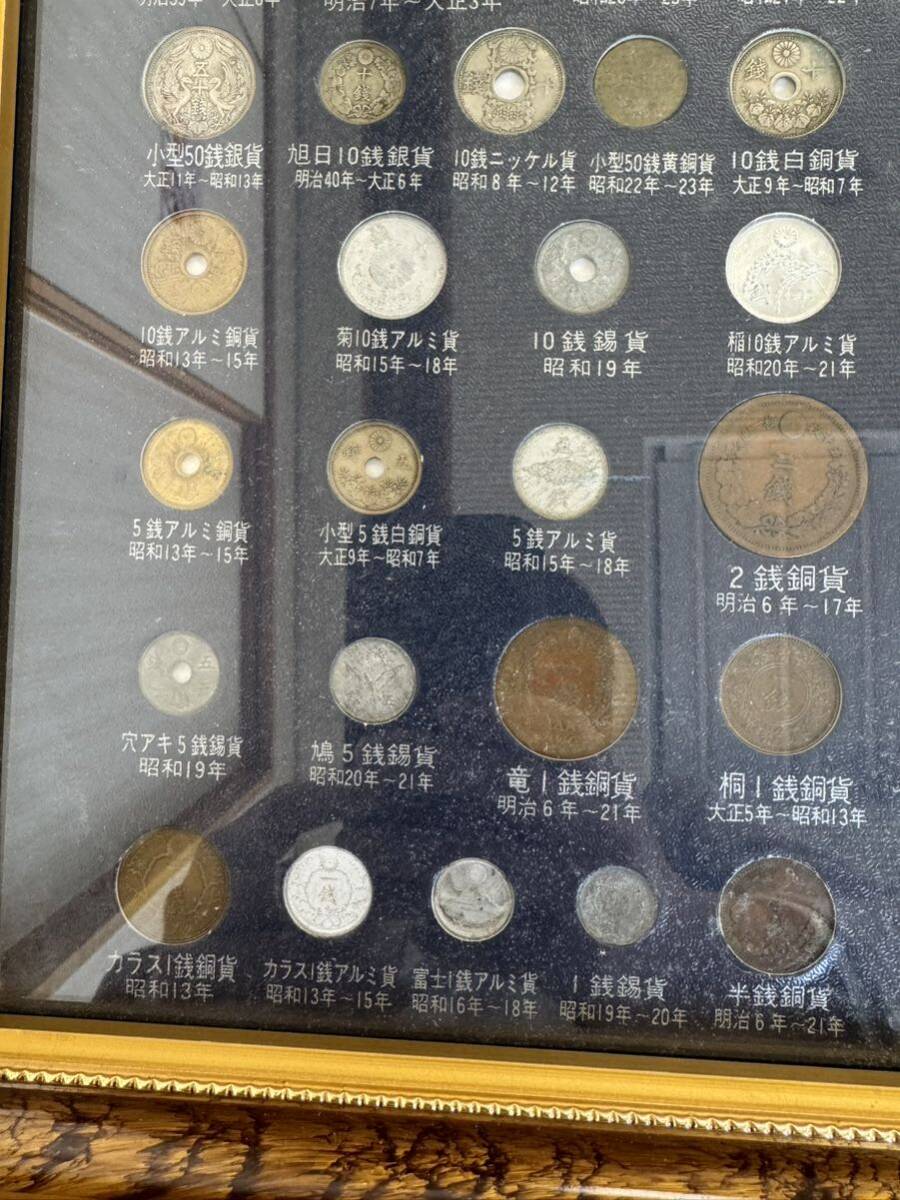 明治7年～大正3年
小型50銭銀貨
大正11年～昭和13年
旭日10銭銀貨
明治40年～大正6年
10銭ニッケル貨
昭和8年～12年
小型50銭黄銅貨
昭和22年～23年
10銭白銅貨
大正9年～昭和7年
10銭アルミ銅貨
昭和13年～15年
菊10銭アルミ貨
昭和15年～18年
10銭錫貨
昭和19年
稲10銭アルミ貨
昭和20年～21年
5銭アルミ銅貨
昭和13年～15年
小型5銭白銅貨
大正9年～昭和7年
5銭アルミ貨
昭和15年～18年
2銭銅貨
明治6年～17年
穴アキ5銭錫貨
昭和19年
鳩5銭錫貨
昭和20年～21年
竜1銭銅貨
明治6年～21年
桐1銭銅貨
大正5年～昭和13年
カラス1銭銅貨
昭和13年
カラス1銭アルミ貨
昭和13年～15年
富士1銭アルミ貨
昭和16年～18年
1銭錫貨
昭和19年～20年
半銭銅貨
明治6年～21年